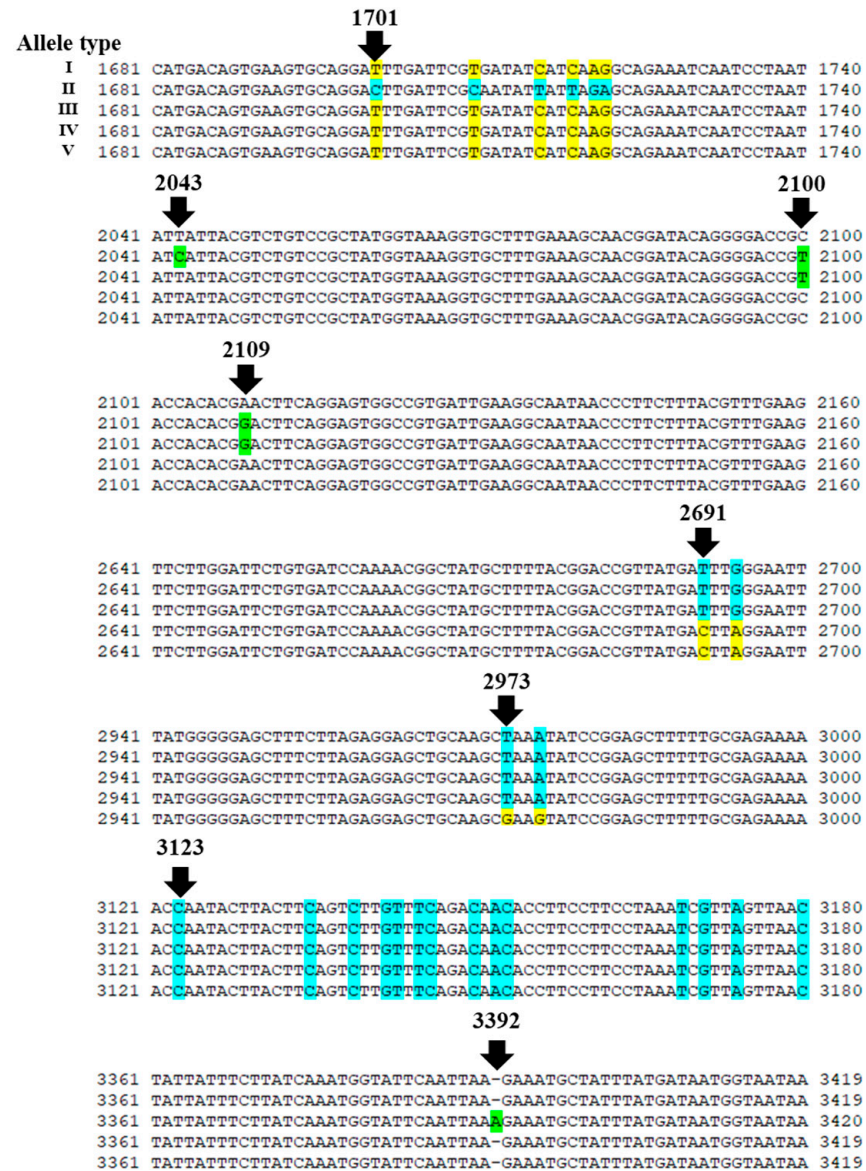 1701
Allele type
I 1681 CATGACAGTGAAGTGCAGGATTTGATTCGTGATATCATCAAGGCAGAAATCAATCCTAAT 1740
II 1681 CATGACAGTGAAGTGCAGGACTTGATTCGCAATATTATTAGAGCAGAAATCAATCCTAAT 1740
III 1681 CATGACAGTGAAGTGCAGGATTTGATTCGTGATATCATCAAGGCAGAAATCAATCCTAAT 1740
IV 1681 CATGACAGTGAAGTGCAGGATTTGATTCGTGATATCATCAAGGCAGAAATCAATCCTAAT 1740
V 1681 CATGACAGTGAAGTGCAGGATTTGATTCGTGATATCATCAAGGCAGAAATCAATCCTAAT 1740
2043 2100
2041 ATTATTACGTCTGTCCGCTATGGTAAAGGTGCTTTGAAAGCAACGGATACAGGGGACCGC 2100
2041 ATCATTACGTCTGTCCGCTATGGTAAAGGTGCTTTGAAAGCAACGGATACAGGGGACCGT 2100
2041 ATTATTACGTCTGTCCGCTATGGTAAAGGTGCTTTGAAAGCAACGGATACAGGGGACCGT 2100
2041 ATTATTACGTCTGTCCGCTATGGTAAAGGTGCTTTGAAAGCAACGGATACAGGGGACCGC 2100
2041 ATTATTACGTCTGTCCGCTATGGTAAAGGTGCTTTGAAAGCAACGGATACAGGGGACCGC 2100
2109
2101 ACCACACGAACTTCAGGAGTGGCCGTGATTGAAGGCAATAACCCTTCTTTACGTTTGAAG 2160
2101 ACCACACGGACTTCAGGAGTGGCCGTGATTGAAGGCAATAACCCTTCTTTACGTTTGAAG 2160
2101 ACCACACGGACTTCAGGAGTGGCCGTGATTGAAGGCAATAACCCTTCTTTACGTTTGAAG 2160
2101 ACCACACGAACTTCAGGAGTGGCCGTGATTGAAGGCAATAACCCTTCTTTACGTTTGAAG 2160
2101 ACCACACGAACTTCAGGAGTGGCCGTGATTGAAGGCAATAACCCTTCTTTACGTTTGAAG 2160
2691
2641 TTCTTGGATTCTGTGATCCAAAACGGCTATGCTTTTACGGACCGTTATGATTTGGGAATT 2700
2641 TTCTTGGATTCTGTGATCCAAAACGGCTATGCTTTTACGGACCGTTATGATTTGGGAATT 2700
2641 TTCTTGGATTCTGTGATCCAAAACGGCTATGCTTTTACGGACCGTTATGATTTGGGAATT 2700
2641 TTCTTGGATTCTGTGATCCAAAACGGCTATGCTTTTACGGACCGTTATGACTTAGGAATT 2700
2641 TTCTTGGATTCTGTGATCCAAAACGGCTATGCTTTTACGGACCGTTATGACTTAGGAATT 2700
2973
2941 TATGGGGGAGCTTTCTTAGAGGAGCTGCAAGCTAAATATCCGGAGCTTTTTGCGAGAAAA 3000
2941 TATGGGGGAGCTTTCTTAGAGGAGCTGCAAGCTAAATATCCGGAGCTTTTTGCGAGAAAA 3000
2941 TATGGGGGAGCTTTCTTAGAGGAGCTGCAAGCTAAATATCCGGAGCTTTTTGCGAGAAAA 3000
2941 TATGGGGGAGCTTTCTTAGAGGAGCTGCAAGCTAAATATCCGGAGCTTTTTGCGAGAAAA 3000
2941 TATGGGGGAGCTTTCTTAGAGGAGCTGCAAGCGAAGTATCCGGAGCTTTTTGCGAGAAAA 3000
3123
3121 ACCAATACTTACTTCAGTCTTGTTTCAGACAACACCTTCCTTCCTAAATCGTTAGTTAAC 3180
3121 ACCAATACTTACTTCAGTCTTGTTTCAGACAACACCTTCCTTCCTAAATCGTTAGTTAAC 3180
3121 ACCAATACTTACTTCAGTCTTGTTTCAGACAACACCTTCCTTCCTAAATCGTTAGTTAAC 3180
3121 ACCAATACTTACTTCAGTCTTGTTTCAGACAACACCTTCCTTCCTAAATCGTTAGTTAAC 3180
3121 ACCAATACTTACTTCAGTCTTGTTTCAGACAACACCTTCCTTCCTAAATCGTTAGTTAAC 3180
3392
3361 TATTATTTCTTATCAAATGGTATTCAATTAA-GAAATGCTATTTATGATAATGGTAATAA 3419
3361 TATTATTTCTTATCAAATGGTATTCAATTAA-GAAATGCTATTTATGATAATGGTAATAA 3419
3361 TATTATTTCTTATCAAATGGTATTCAATTAAAGAAATGCTATTTATGATAATGGTAATAA 3420
3361 TATTATTTCTTATCAAATGGTATTCAATTAA-GAAATGCTATTTATGATAATGGTAATAA 3419
3361 TATTATTTCTTATCAAATGGTATTCAATTAA-GAAATGCTATTTATGATAATGGTAATAA 3419